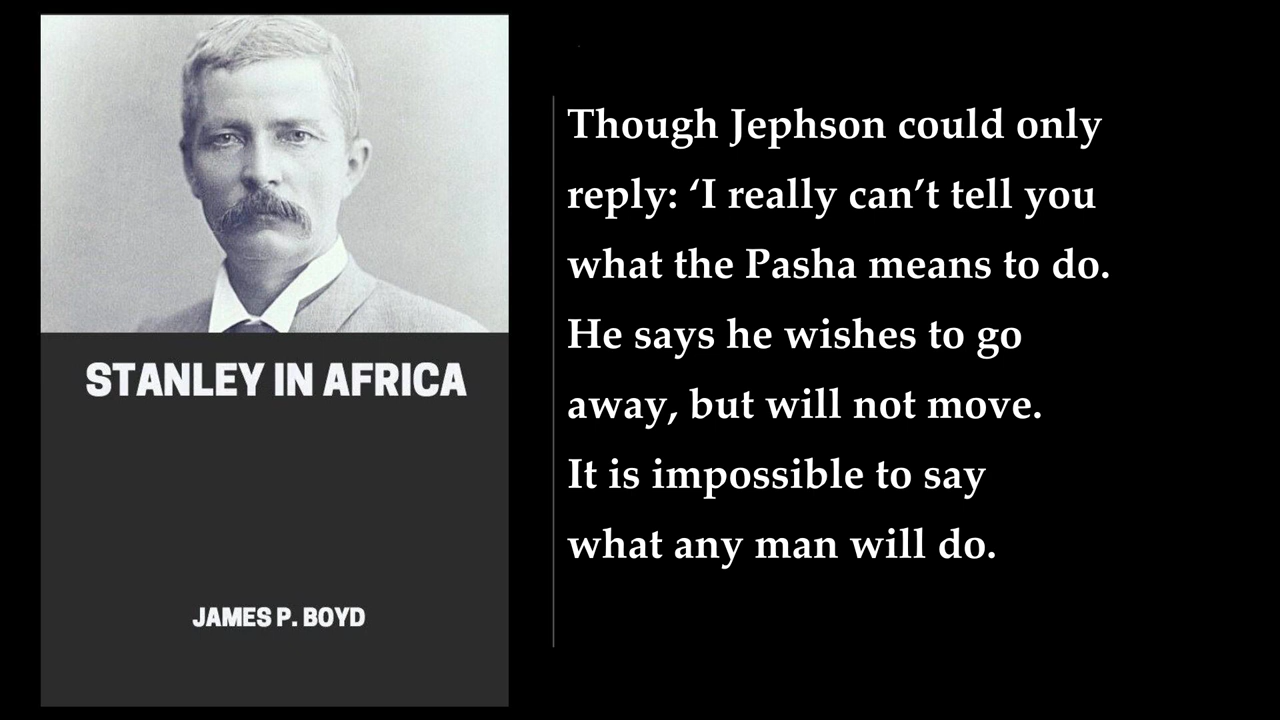 STANLEY IN AFRICA
JAMES P. BOYD
Though Jephson could only
reply: ‘I really can’t tell you
what the Pasha means to do.
He says he wishes to go
away, but will not move.
It is impossible to say
what any man will do.